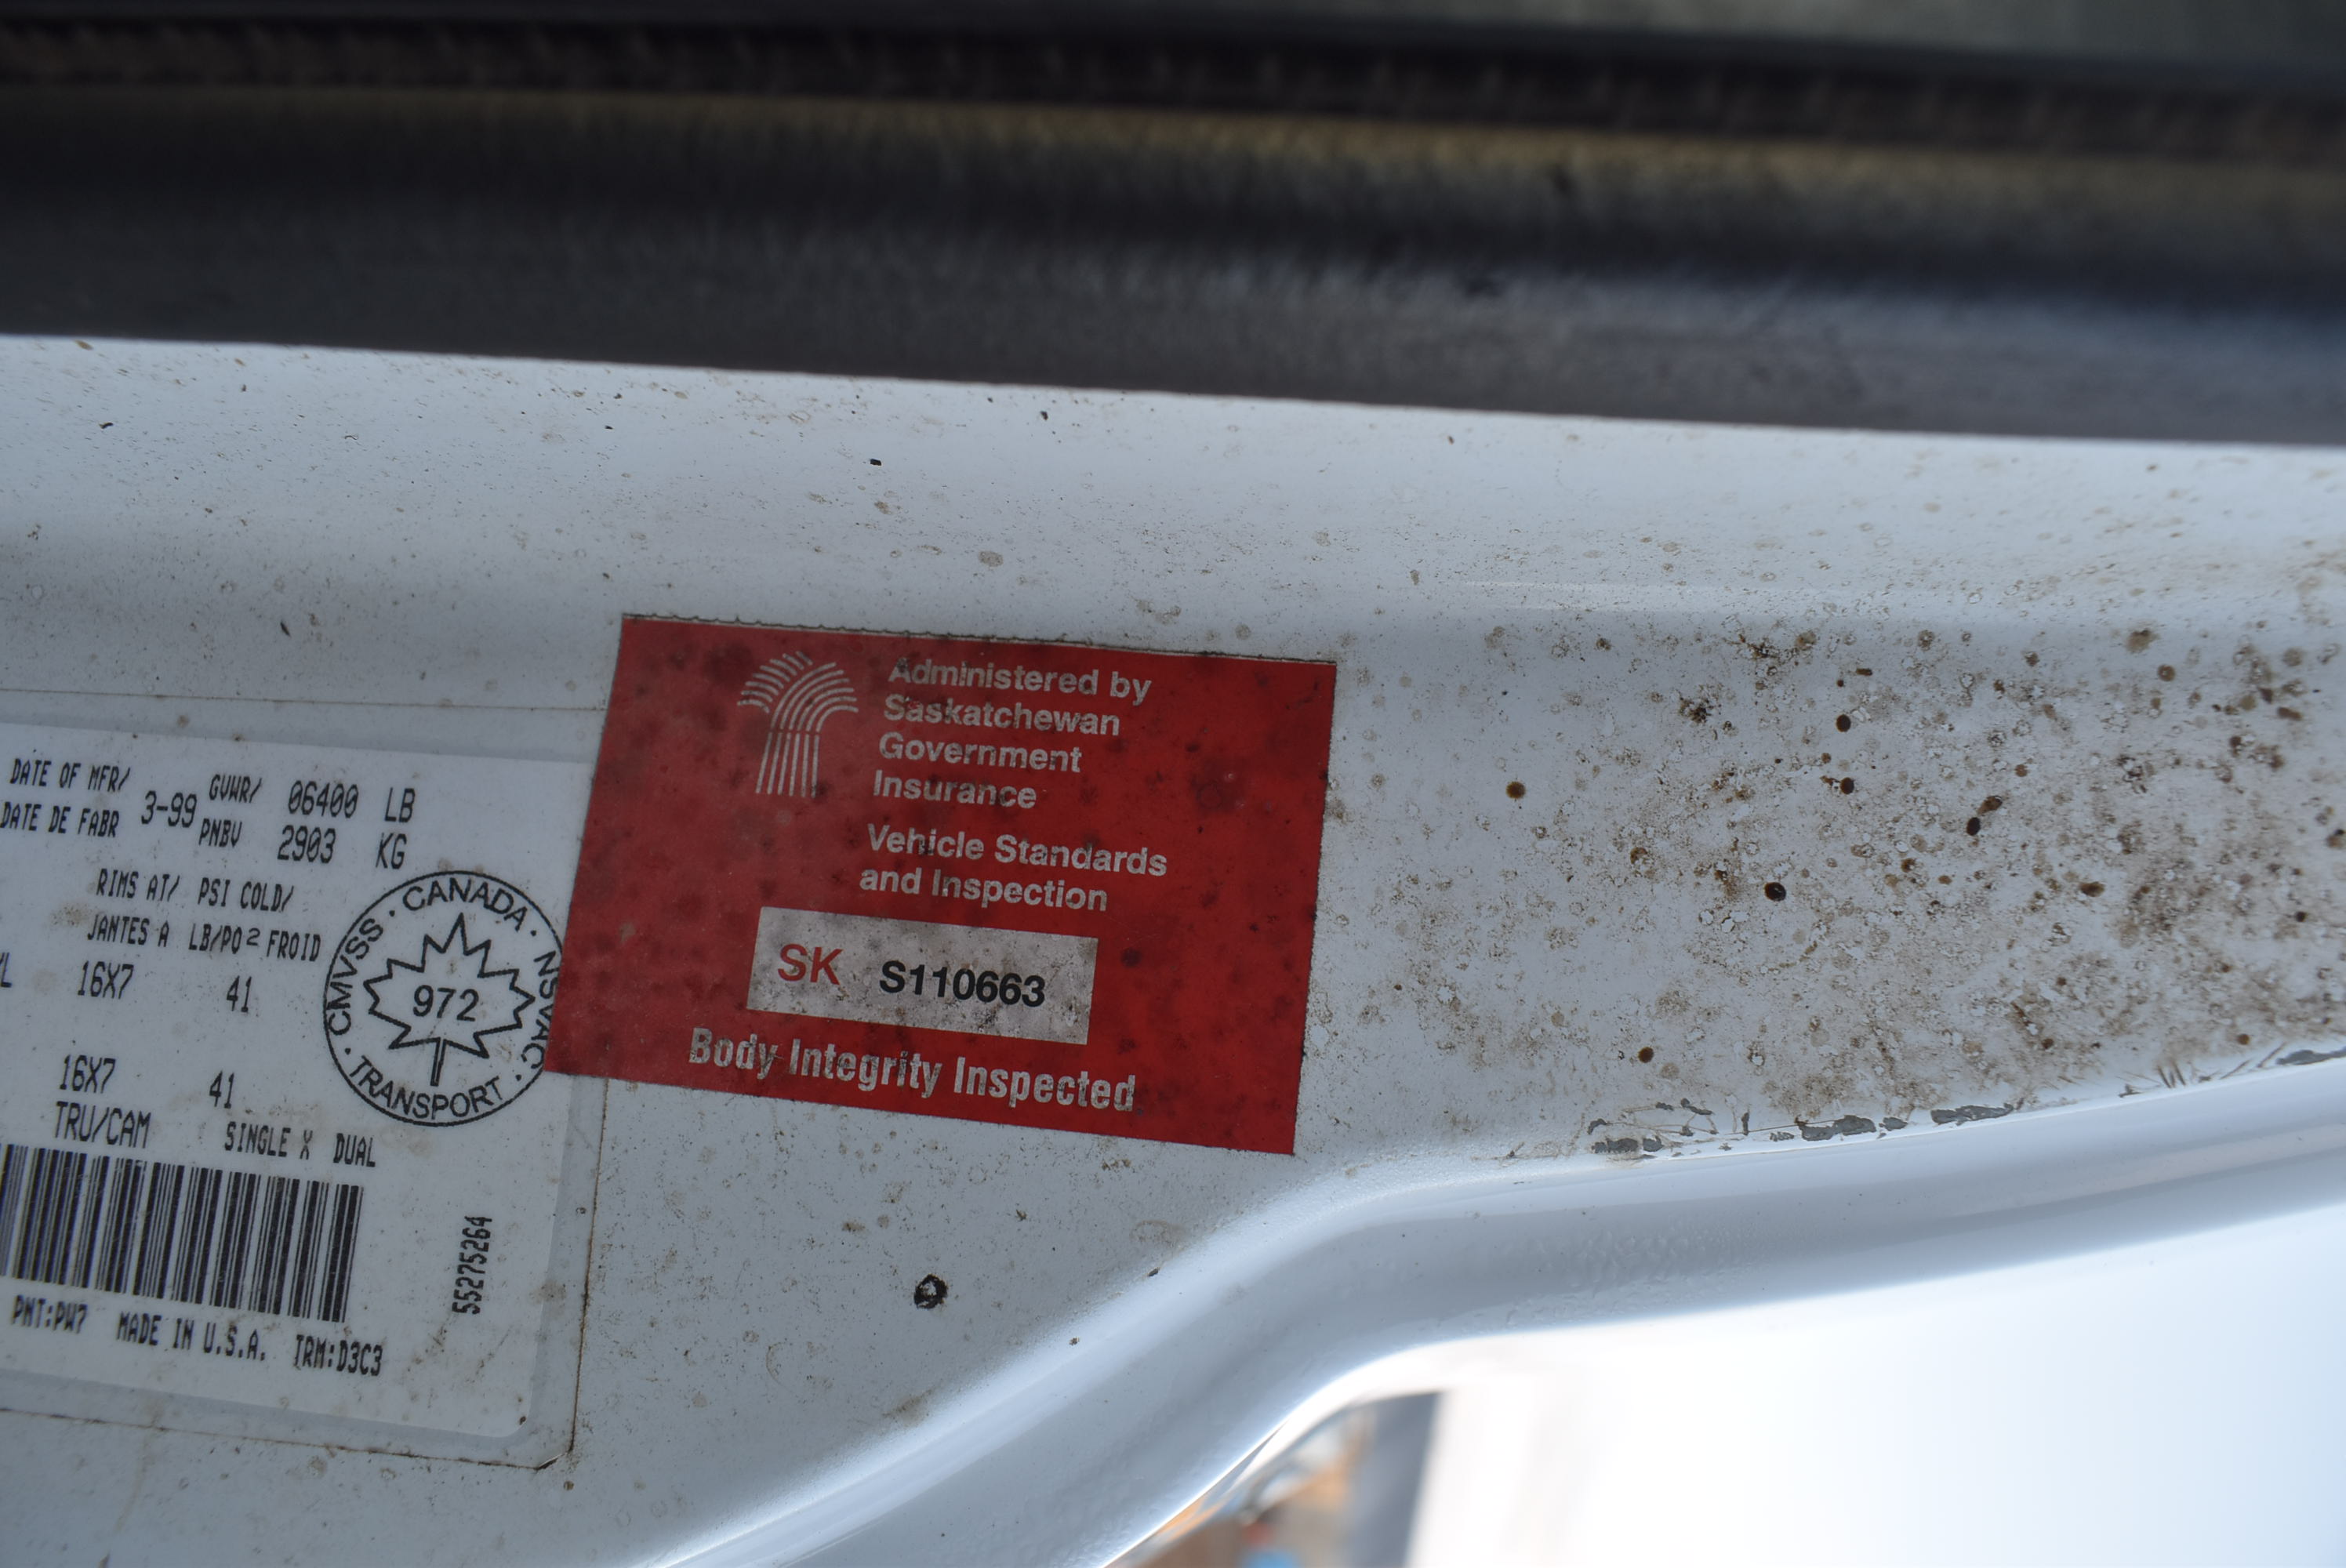 DATE OF MFR/ 3-99 GVWR/ 06400 LB
DATE DE FABR PNBV 2903 KG
RIMS AT/ PSI COLD/
JANTES A LB/PO2 FROID
16X7 41
16X7 41
TRU/CAM SINGLE X DUAL
55275264
PNT:PW7 MADE IN U.S.A. TRM:D3C3
CANADA · NSVAC · TRANSPORT · CMVSS ·
972
Administered by
Saskatchewan
Government
Insurance
Vehicle Standards
and Inspection
SK S110663
Body Integrity Inspected